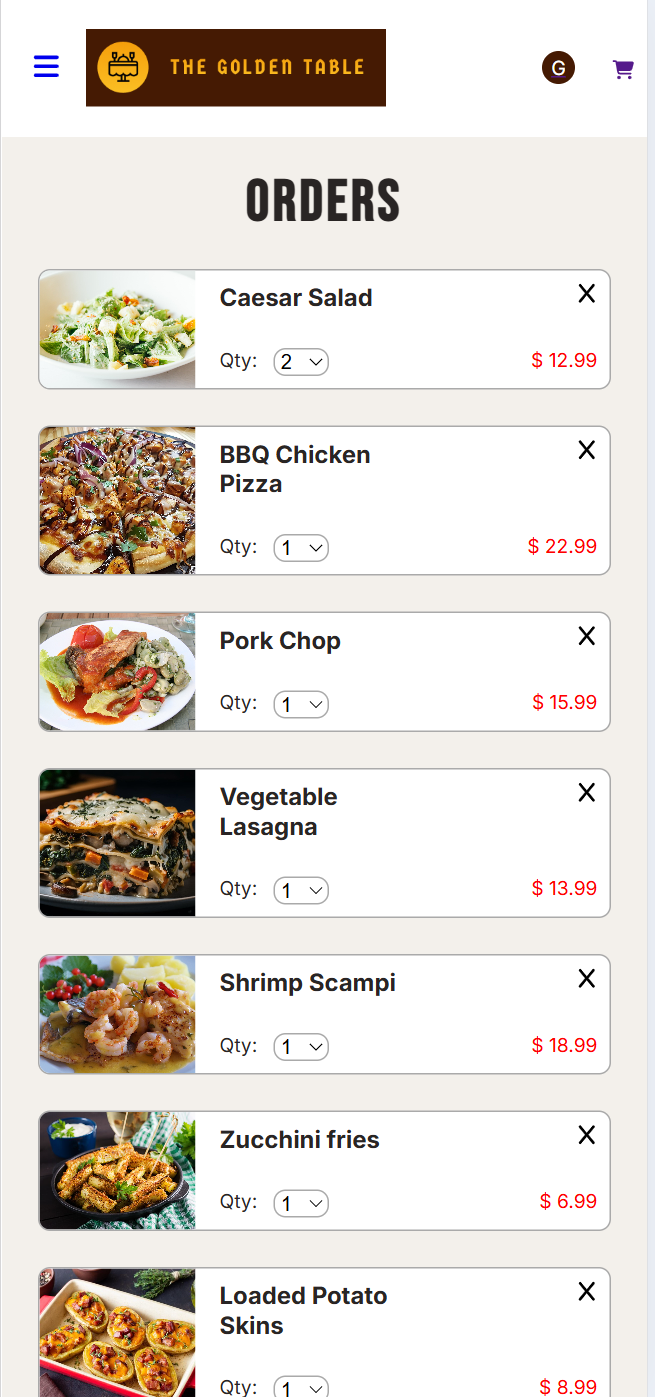 THE GOLDEN TABLE
G
ORDERS
Caesar Salad
X
Qty: 2
$ 12.99
BBQ Chicken
Pizza
X
Qty: 1
$ 22.99
Pork Chop
X
Qty: 1
$ 15.99
Vegetable
Lasagna
X
Qty: 1
$ 13.99
Shrimp Scampi
X
Qty: 1
$ 18.99
Zucchini fries
X
Qty: 1
$ 6.99
Loaded Potato
Skins
X
Qty: 1
$ 8.99